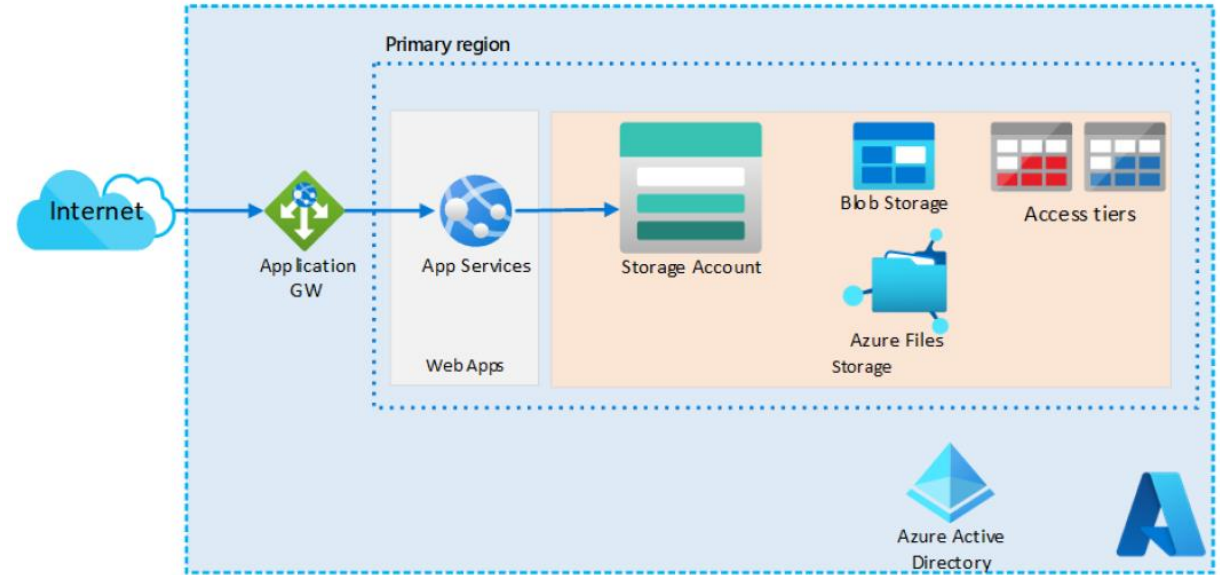 Primary region
Internet
Application
GW
App Services
Web Apps
Storage Account
Blob Storage
Access tiers
Azure Files
Storage
Azure Active
Directory